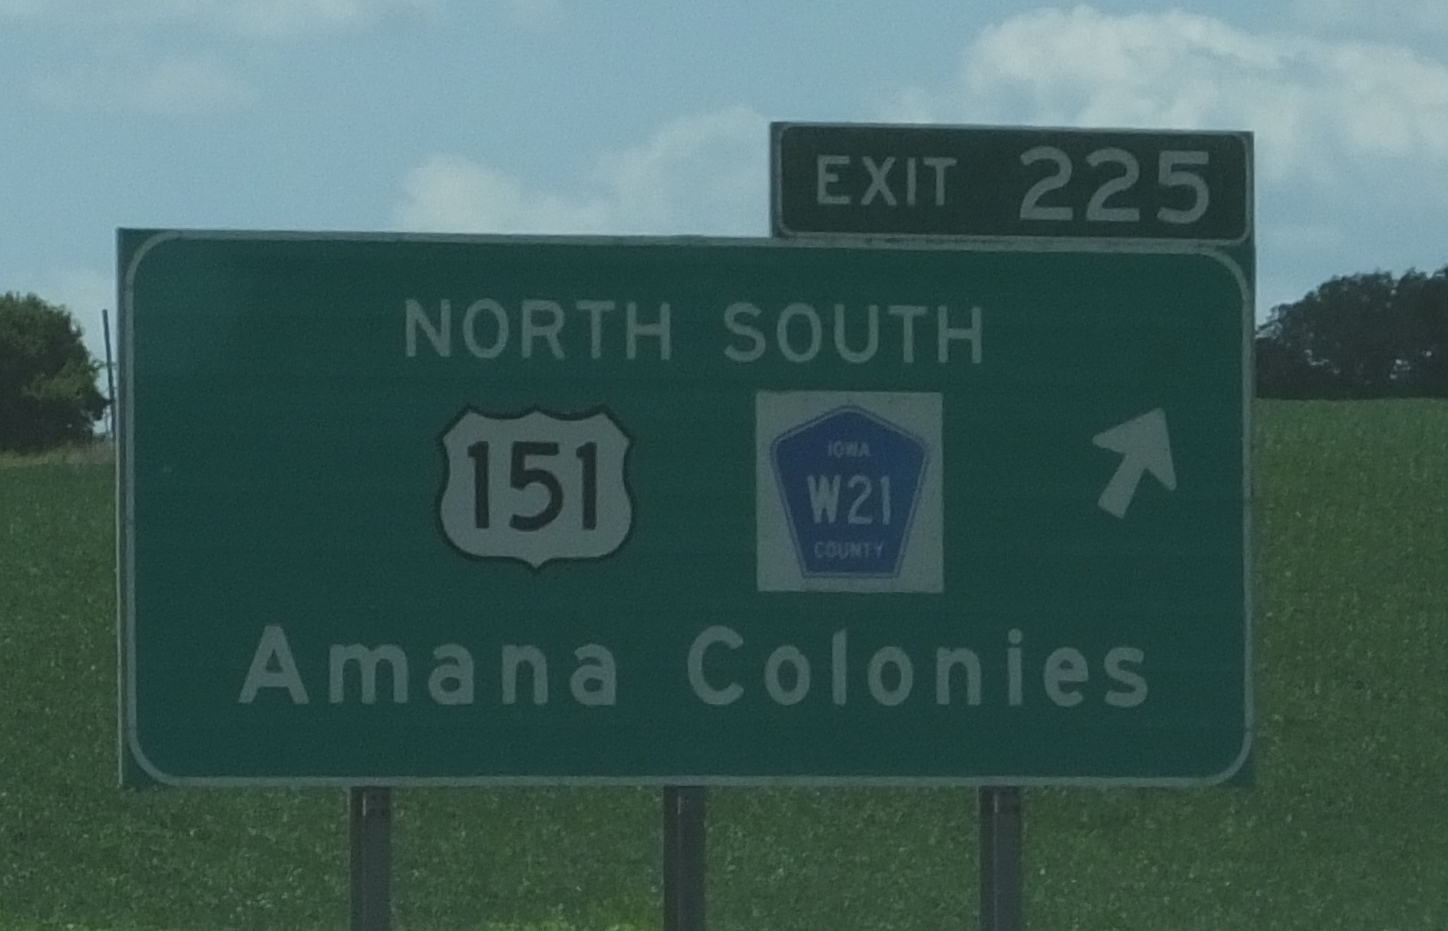 EXIT 225
NORTH SOUTH
151
IOWA
W21
COUNTY
Amana Colonies